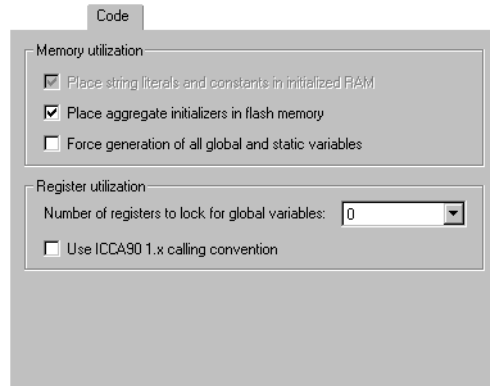 Code
Memory utilization
Place string literals and constants in initialized RAM
Place aggregate initializers in flash memory
Force generation of all global and static variables
Register utilization
Number of registers to lock for global variables: 0
Use ICCA90 1.x calling convention